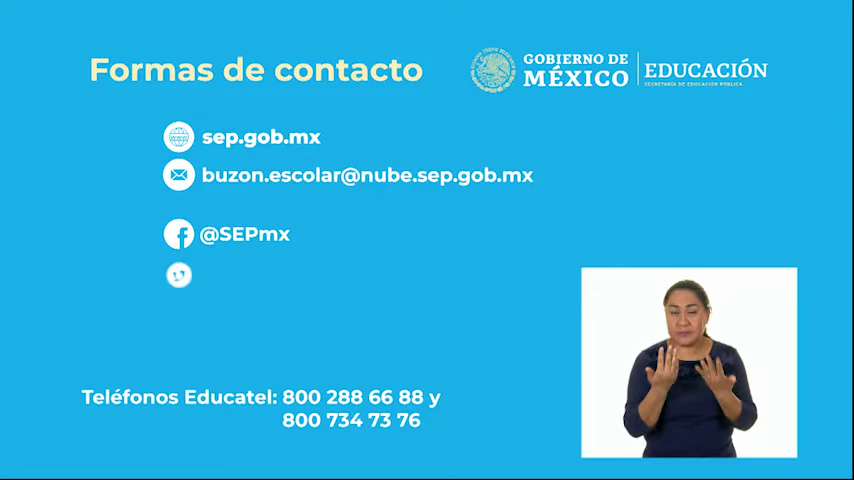 Formas de contacto
GOBIERNO DE
MÉXICO
EDUCACIÓN
SECRETARÍA DE EDUCACIÓN PÚBLICA
sep.gob.mx
buzon.escolar@nube.sep.gob.mx
@SEPmx
Teléfonos Educatel: 800 288 66 88 y
800 734 73 76